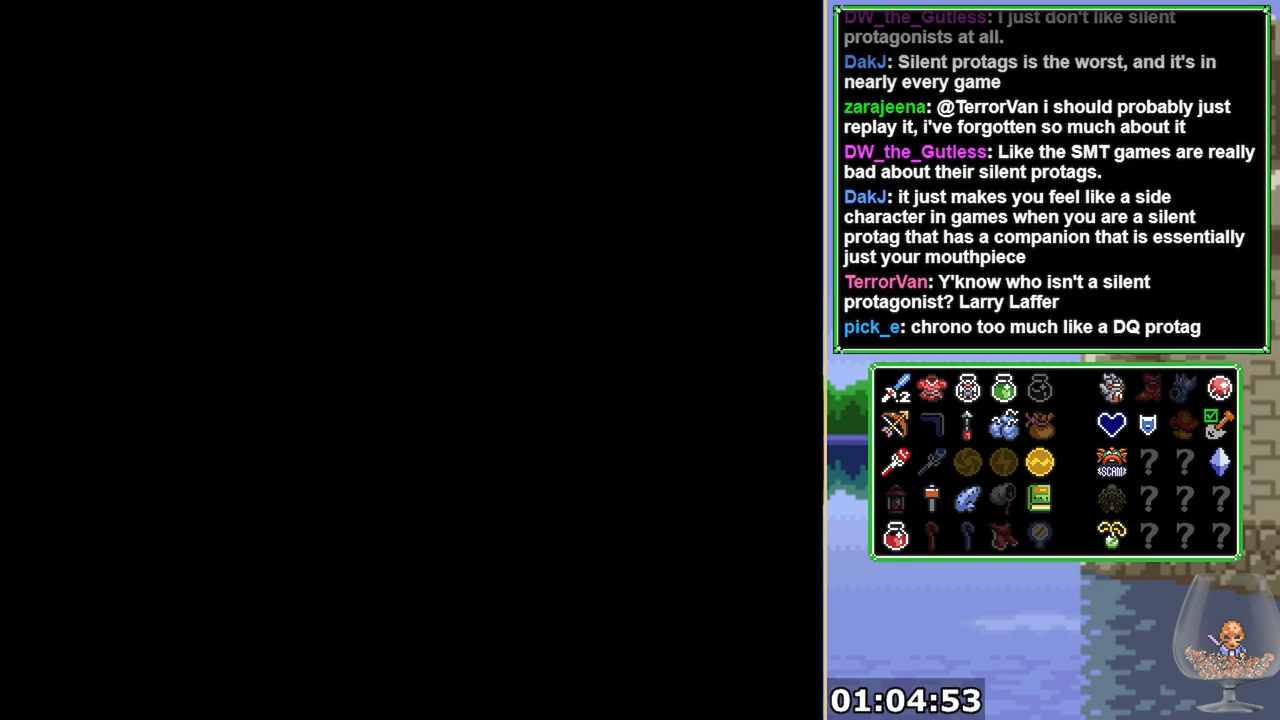 DW_the_Gutless: I just don't like silent
protagonists at all.
DakJ: Silent protags is the worst, and it's in
nearly every game
zarajeena: @TerrorVan i should probably just
replay it, i've forgotten so much about it
DW_the_Gutless: Like the SMT games are really
bad about their silent protags.
DakJ: it just makes you feel like a side
character in games when you are a silent
protag that has a companion that is essentially
just your mouthpiece
TerrorVan: Y'know who isn't a silent
protagonist? Larry Laffer
pick_e: chrono too much like a DQ protag
2
SCAM ? ?
? ? ?
? ? ?
01:04:53